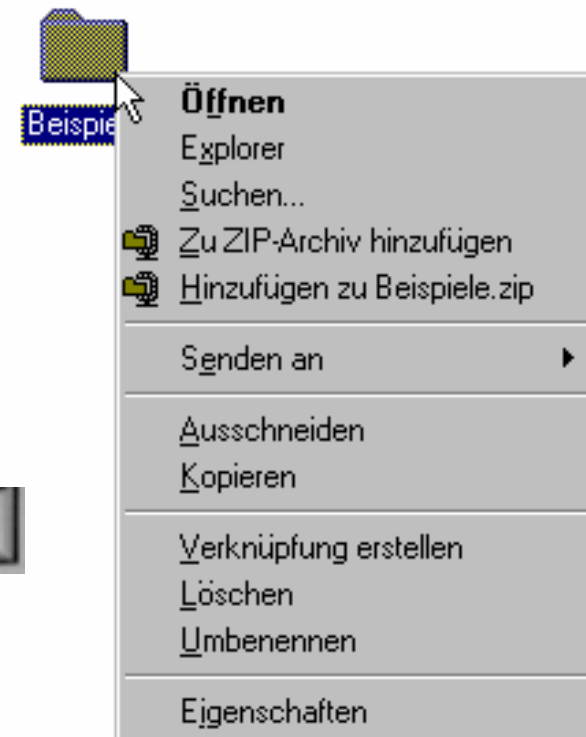 Beispie
Öffnen
Explorer
Suchen...
Zu ZIP-Archiv hinzufügen
Hinzufügen zu Beispiele.zip
Senden an
Ausschneiden
Kopieren
Verknüpfung erstellen
Löschen
Umbenennen
Eigenschaften